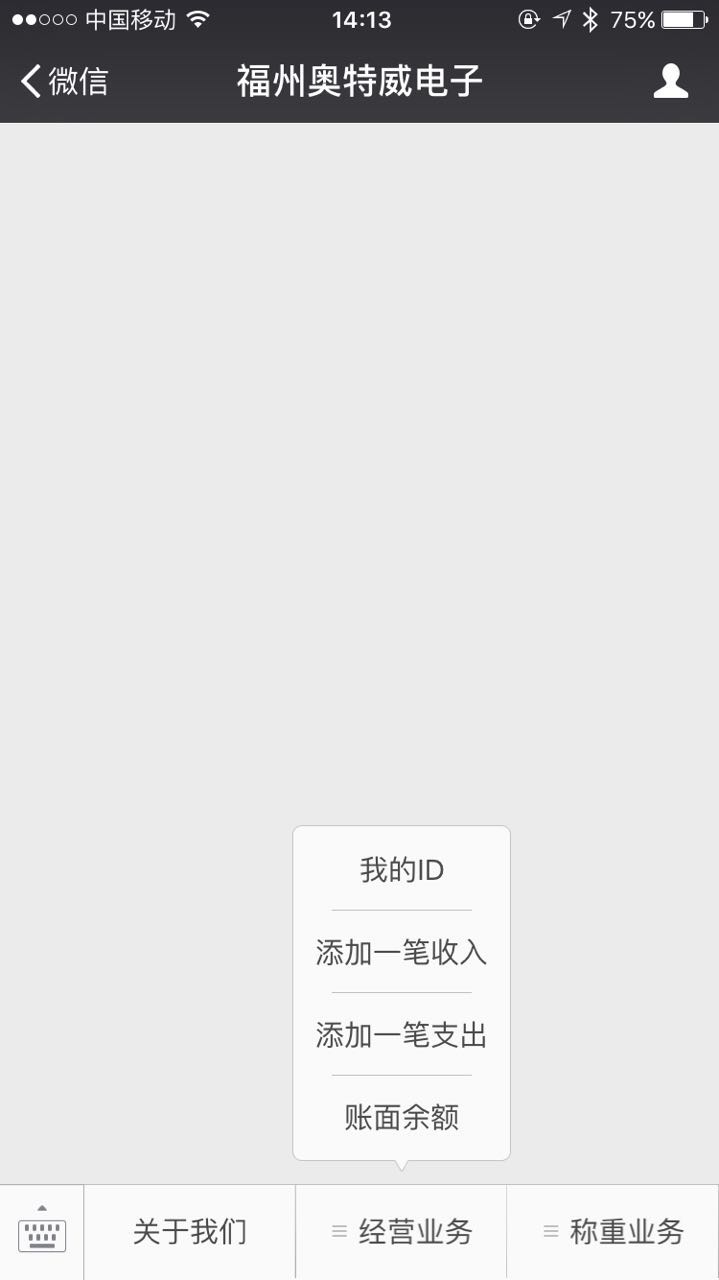 中国移动 14:13 75%
微信 福州奥特威电子
我的ID
添加一笔收入
添加一笔支出
账面余额
关于我们 经营业务 称重业务